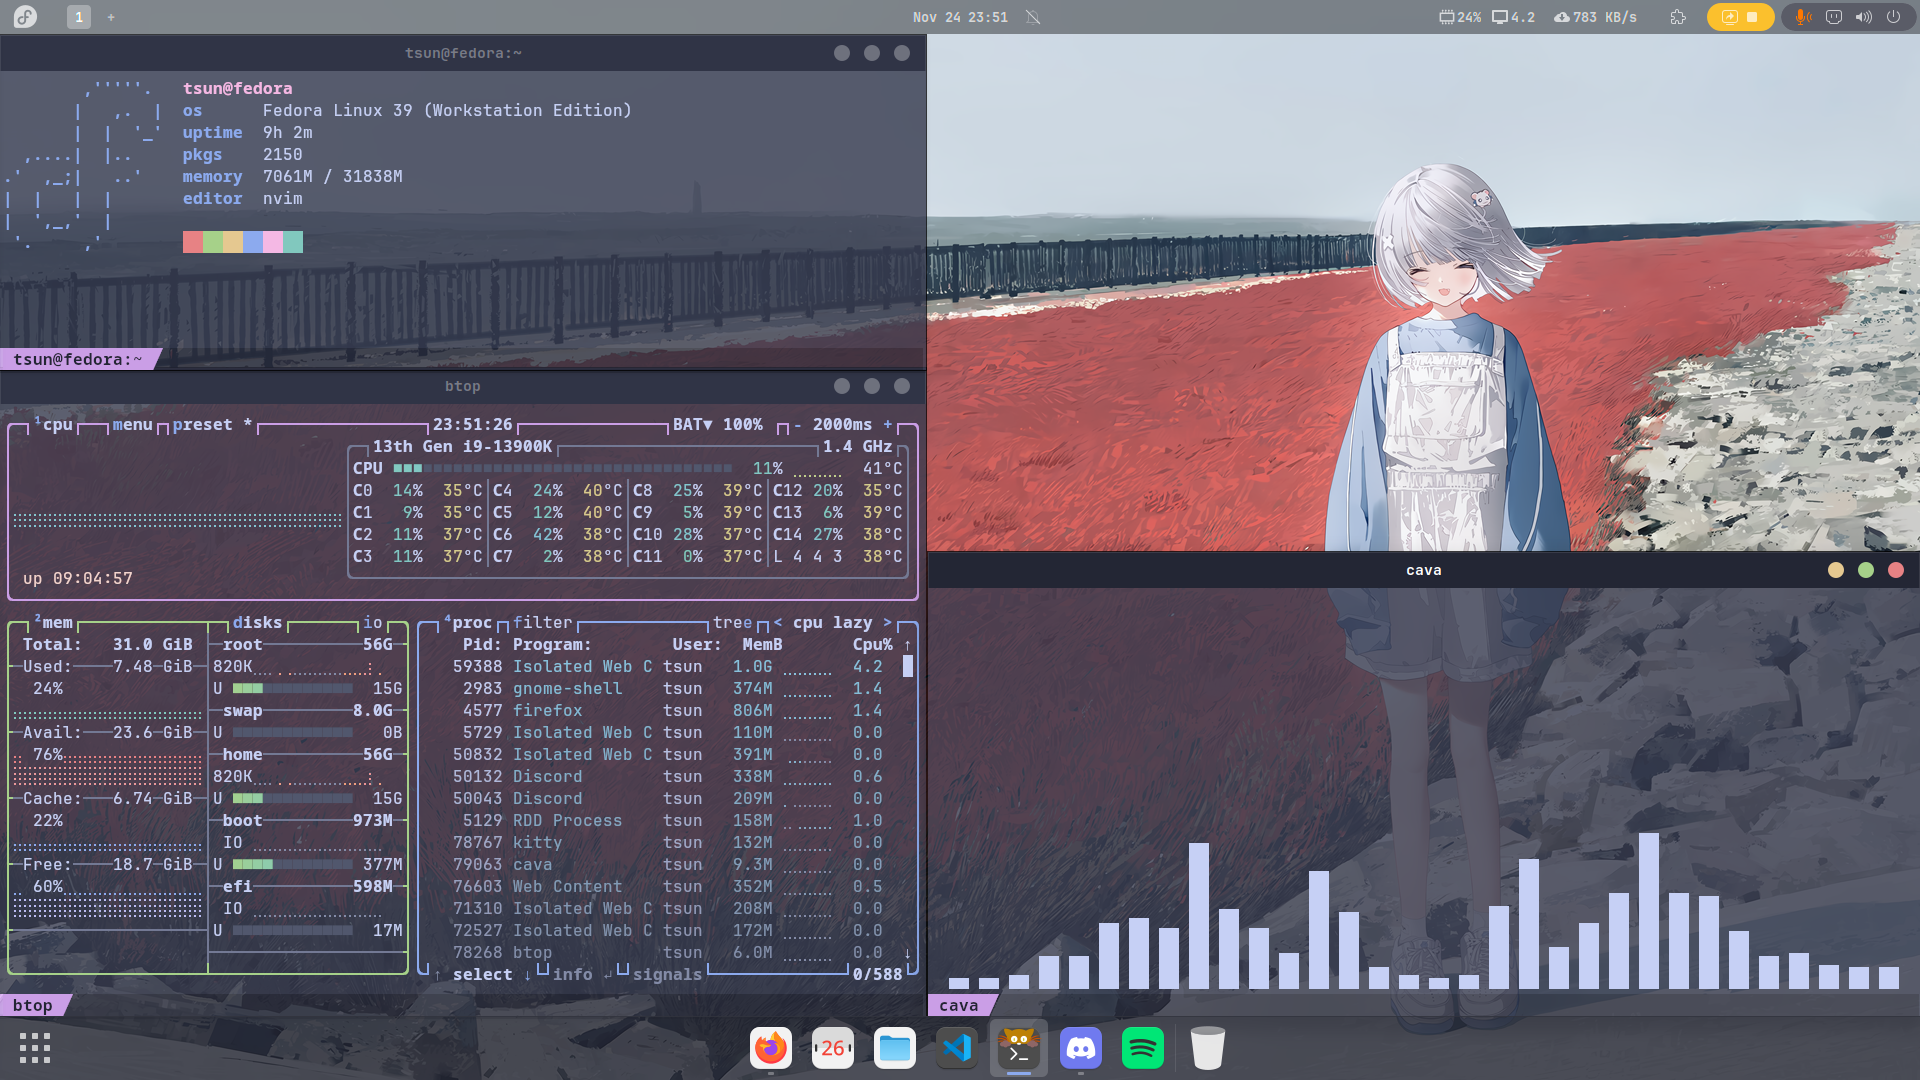 1 +
Nov 24 23:51
24% 4.2 783 KB/s
tsun@fedora:~
tsun@fedora
os Fedora Linux 39 (Workstation Edition)
uptime 9h 2m
pkgs 2150
memory 7061M / 31838M
editor nvim
tsun@fedora:~
btop
¹cpu menu preset * 23:51:26 BAT▼ 100% - 2000ms +
13th Gen i9-13900K 1.4 GHz
CPU 11% 41°C
C0 14% 35°C C4 24% 40°C C8 25% 39°C C12 20% 35°C
C1 9% 35°C C5 12% 40°C C9 5% 39°C C13 6% 39°C
C2 11% 37°C C6 42% 38°C C10 28% 37°C C14 27% 38°C
C3 11% 37°C C7 2% 38°C C11 0% 37°C L 4 4 3 38°C
up 09:04:57
²mem
Total: 31.0 GiB
Used: 7.48 GiB
24%
Avail: 23.6 GiB
76%
Cache: 6.74 GiB
22%
Free: 18.7 GiB
60%
disks io
root 56G
820K
U 15G
swap 8.0G
U 0B
home 56G
820K
U 15G
boot 973M
IO
U 377M
efi 598M
IO
U 17M
⁴proc filter tree < cpu lazy >
Pid: Program: User: MemB Cpu% ↑
59388 Isolated Web C tsun 1.0G 4.2
2983 gnome-shell tsun 374M 1.4
4577 firefox tsun 806M 1.4
5729 Isolated Web C tsun 110M 0.0
50832 Isolated Web C tsun 391M 0.0
50132 Discord tsun 338M 0.6
50043 Discord tsun 209M 0.0
5129 RDD Process tsun 158M 1.0
78767 kitty tsun 132M 0.0
79063 cava tsun 9.3M 0.0
76603 Web Content tsun 352M 0.5
71310 Isolated Web C tsun 208M 0.0
72527 Isolated Web C tsun 172M 0.0
78268 btop tsun 6.0M 0.0 ↓
↑ select ↓ info ↵ signals 0/588
btop
cava
cava
26